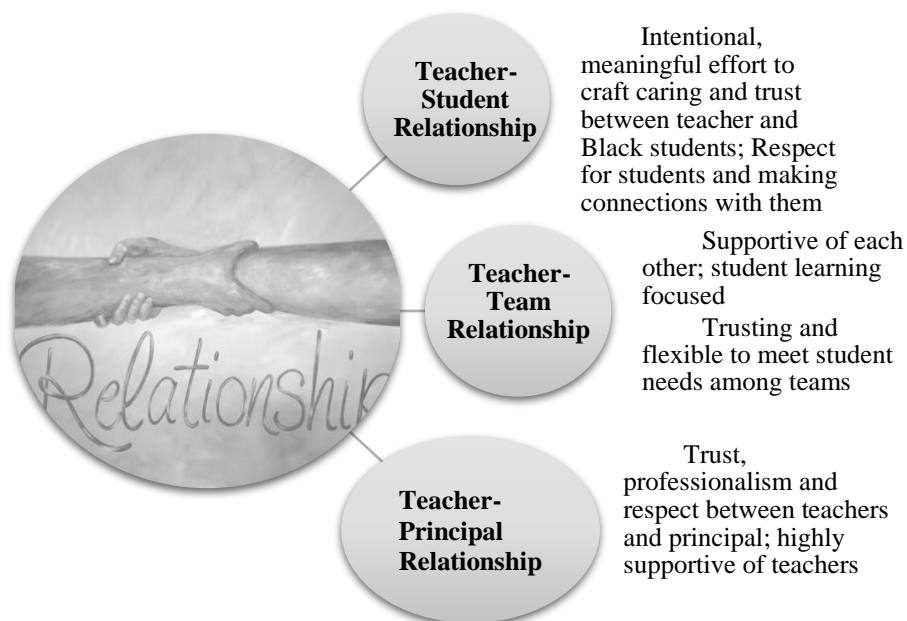 Teacher-
Student
Relationship
Intentional,
meaningful effort to
craft caring and trust
between teacher and
Black students; Respect
for students and making
connections with them
Teacher-
Team
Relationship
Supportive of each
other; student learning
focused
Trusting and
flexible to meet student
needs among teams
Relationship
Teacher-
Principal
Relationship
Trust,
professionalism and
respect between teachers
and principal; highly
supportive of teachers